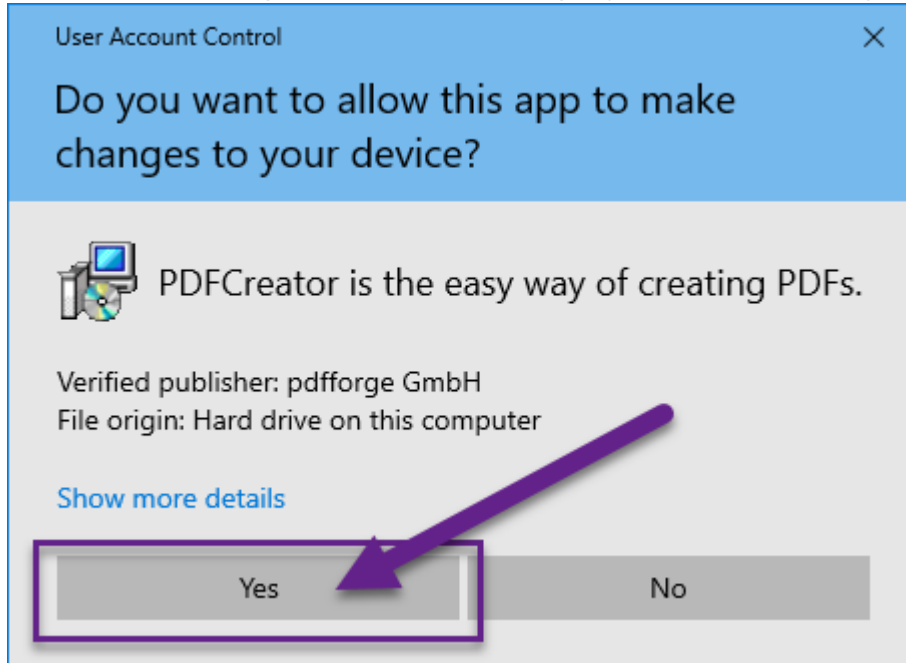 User Account Control
Do you want to allow this app to make
changes to your device?
PDFCreator is the easy way of creating PDFs.
Verified publisher: pdfforge GmbH
File origin: Hard drive on this computer
Show more details
Yes
No